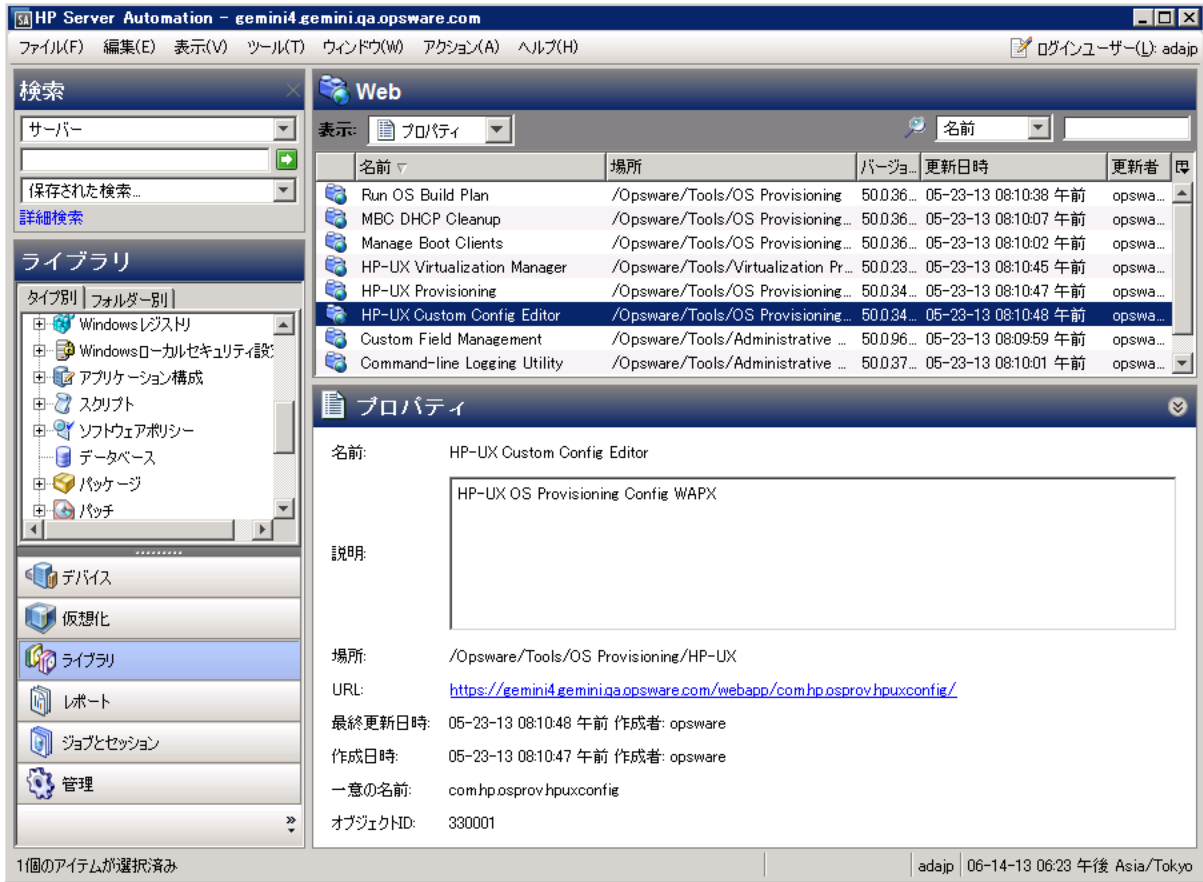 HP Server Automation - gemini4.gemini.qa.opsware.com
ファイル(F) 編集(E) 表示(V) ツール(T) ウィンドウ(W) アクション(A) ヘルプ(H) ログインユーザー(L): adajp
検索
サーバー
保存された検索...
詳細検索
ライブラリ
タイプ別 フォルダー別
Windowsレジストリ
Windowsローカルセキュリティ設定
アプリケーション構成
スクリプト
ソフトウェアポリシー
データベース
パッケージ
パッチ
デバイス
仮想化
ライブラリ
レポート
ジョブとセッション
管理
Web
表示: プロパティ 名前
名前 場所 バージョ... 更新日時 更新者
Run OS Build Plan /Opsware/Tools/OS Provisioning 50.0.36... 05-23-13 08:10:38 午前 opswa...
MBC DHCP Cleanup /Opsware/Tools/OS Provisioning... 50.0.36... 05-23-13 08:10:07 午前 opswa...
Manage Boot Clients /Opsware/Tools/OS Provisioning... 50.0.36... 05-23-13 08:10:02 午前 opswa...
HP-UX Virtualization Manager /Opsware/Tools/Virtualization Pr... 50.0.23... 05-23-13 08:10:45 午前 opswa...
HP-UX Provisioning /Opsware/Tools/OS Provisioning... 50.0.34... 05-23-13 08:10:47 午前 opswa...
HP-UX Custom Config Editor /Opsware/Tools/OS Provisioning... 50.0.34... 05-23-13 08:10:48 午前 opswa...
Custom Field Management /Opsware/Tools/Administrative ... 50.0.96... 05-23-13 08:09:59 午前 opswa...
Command-line Logging Utility /Opsware/Tools/Administrative ... 50.0.37... 05-23-13 08:10:01 午前 opswa...
プロパティ
名前: HP-UX Custom Config Editor
説明: HP-UX OS Provisioning Config WAPX
場所: /Opsware/Tools/OS Provisioning/HP-UX
URL: https://gemini4.gemini.qa.opsware.com/webapp/com.hp.osprov.hpuxconfig/
最終更新日時: 05-23-13 08:10:48 午前 作成者: opsware
作成日時: 05-23-13 08:10:47 午前 作成者: opsware
一意の名前: com.hp.osprov.hpuxconfig
オブジェクトID: 330001
1個のアイテムが選択済み adajp 06-14-13 06:23 午後 Asia/Tokyo